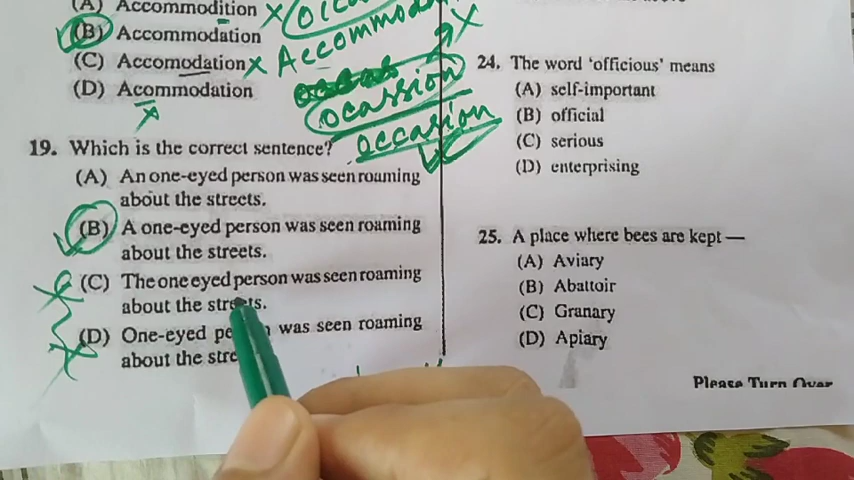 (A) Accommodition
(B) Accommodation
(C) Accomodation
(D) Acommodation
Accommoda
ocassion
occasion
19. Which is the correct sentence?
(A) An one-eyed person was seen roaming
about the streets.
(B) A one-eyed person was seen roaming
about the streets.
(C) The one eyed person was seen roaming
about the streets.
(D) One-eyed pe n was seen roaming
about the stre
24. The word ‘officious’ means
(A) self-important
(B) official
(C) serious
(D) enterprising
25. A place where bees are kept —
(A) Aviary
(B) Abattoir
(C) Granary
(D) Apiary
Please Turn Over